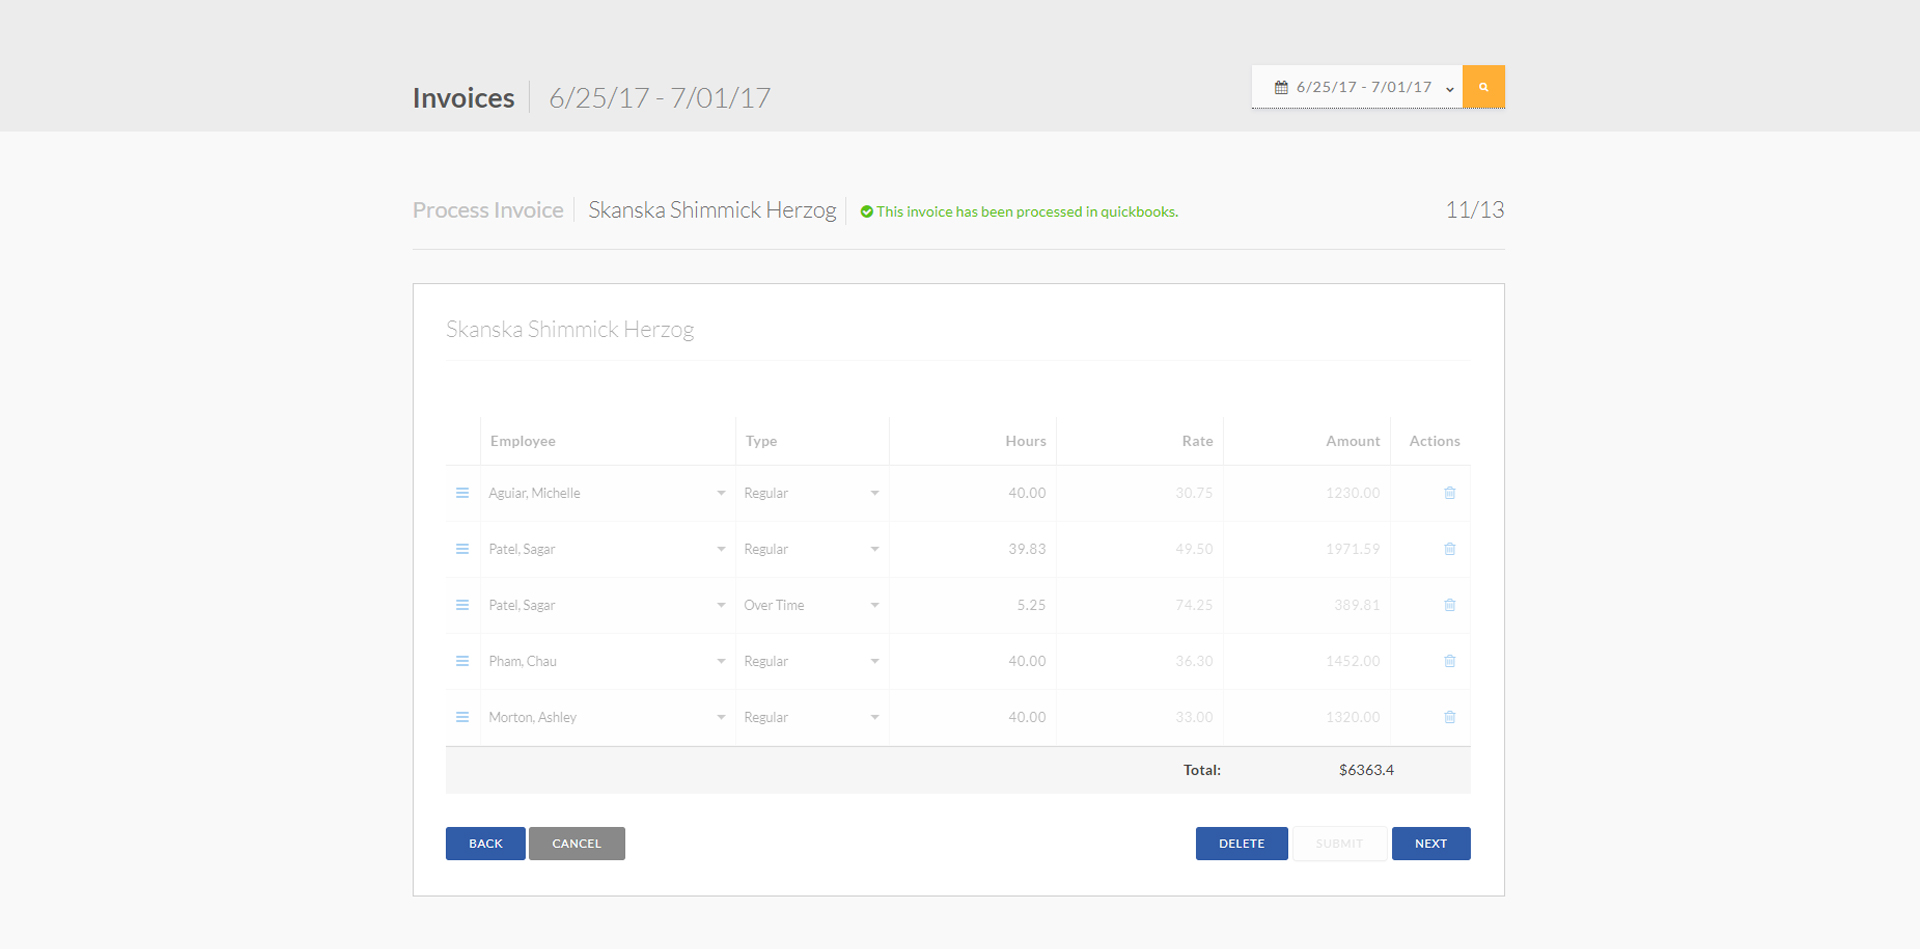 Invoices 6/25/17 - 7/01/17
6/25/17 - 7/01/17
Process Invoice Skanska Shimmick Herzog This invoice has been processed in quickbooks. 11/13
Skanska Shimmick Herzog
Employee Type Hours Rate Amount Actions
Aguiar, Michelle Regular 40.00 30.75 1230.00
Patel, Sagar Regular 39.83 49.50 1971.59
Patel, Sagar Over Time 5.25 74.25 389.81
Pham, Chau Regular 40.00 36.30 1452.00
Morton, Ashley Regular 40.00 33.00 1320.00
Total: $6363.4
BACK CANCEL DELETE SUBMIT NEXT